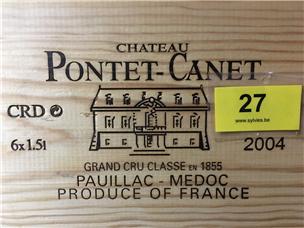 CHATEAU
PONTET-CANET
CRD
27
www.sylvies.be
6x1.5l
2004
GRAND CRU CLASSE EN 1855
PAUILLAC - MEDOC
PRODUCE OF FRANCE